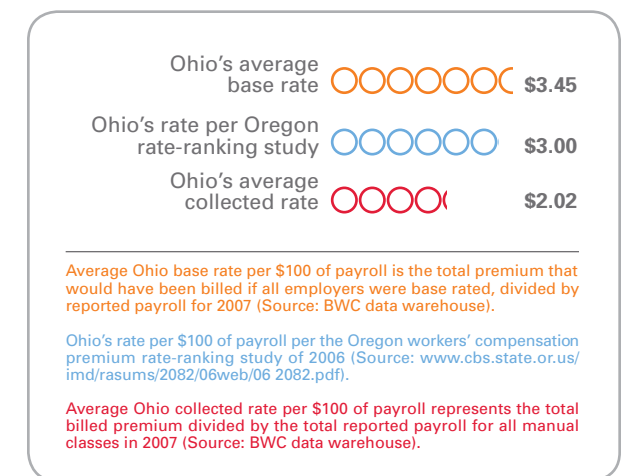 Ohio's average
base rate $3.45
Ohio's rate per Oregon
rate-ranking study $3.00
Ohio's average
collected rate $2.02
Average Ohio base rate per $100 of payroll is the total premium that
would have been billed if all employers were base rated, divided by
reported payroll for 2007 (Source: BWC data warehouse).
Ohio's rate per $100 of payroll per the Oregon workers' compensation
premium rate-ranking study of 2006 (Source: www.cbs.state.or.us/
imd/rasums/2082/06web/06 2082.pdf).
Average Ohio collected rate per $100 of payroll represents the total
billed premium divided by the total reported payroll for all manual
classes in 2007 (Source: BWC data warehouse).